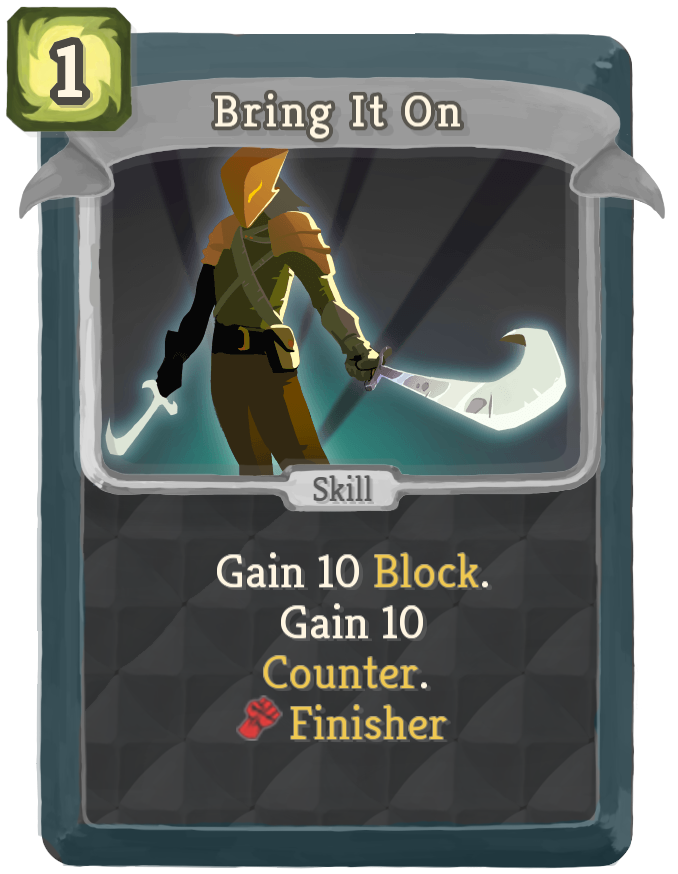 1
Bring It On
Skill
Gain 10 Block.
Gain 10
Counter.
Finisher